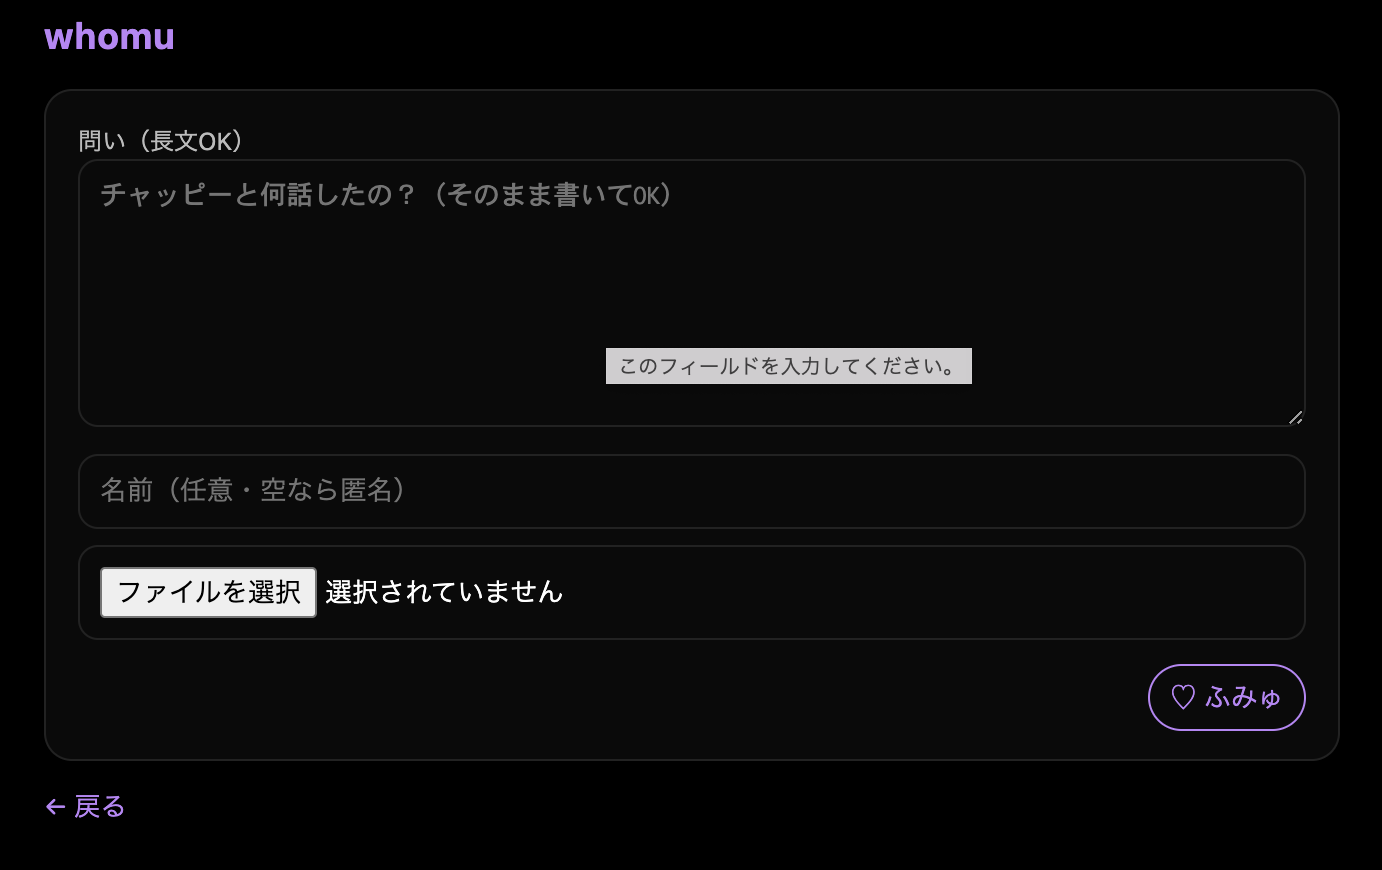 whomu
問い（長文OK）
チャッピーと何話したの？（そのまま書いてOK）
このフィールドを入力してください。
名前（任意・空なら匿名）
ファイルを選択 選択されていません
♡ ふみゅ
← 戻る